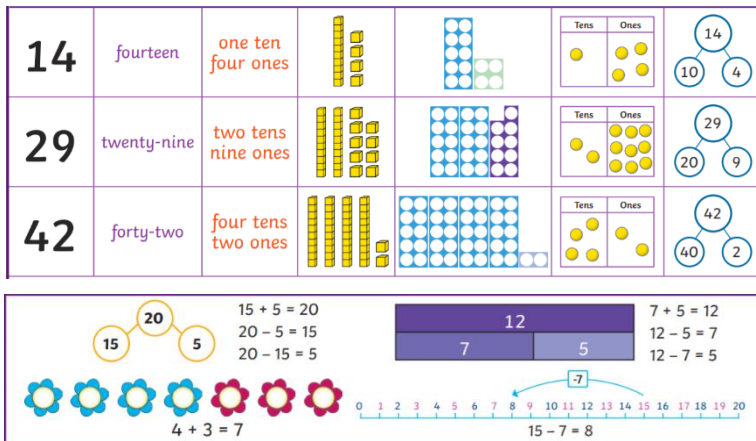 14
fourteen
one ten
four ones
Tens Ones
14
10 4
29
twenty-nine
two tens
nine ones
Tens Ones
29
20 9
42
forty-two
four tens
two ones
Tens Ones
42
40 2
20
15 5
15 + 5 = 20
20 – 5 = 15
20 – 15 = 5
12
7 5
7 + 5 = 12
12 – 5 = 7
12 – 7 = 5
4 + 3 = 7
-7
0 1 2 3 4 5 6 7 8 9 10 11 12 13 14 15 16 17 18 19 20
15 – 7 = 8